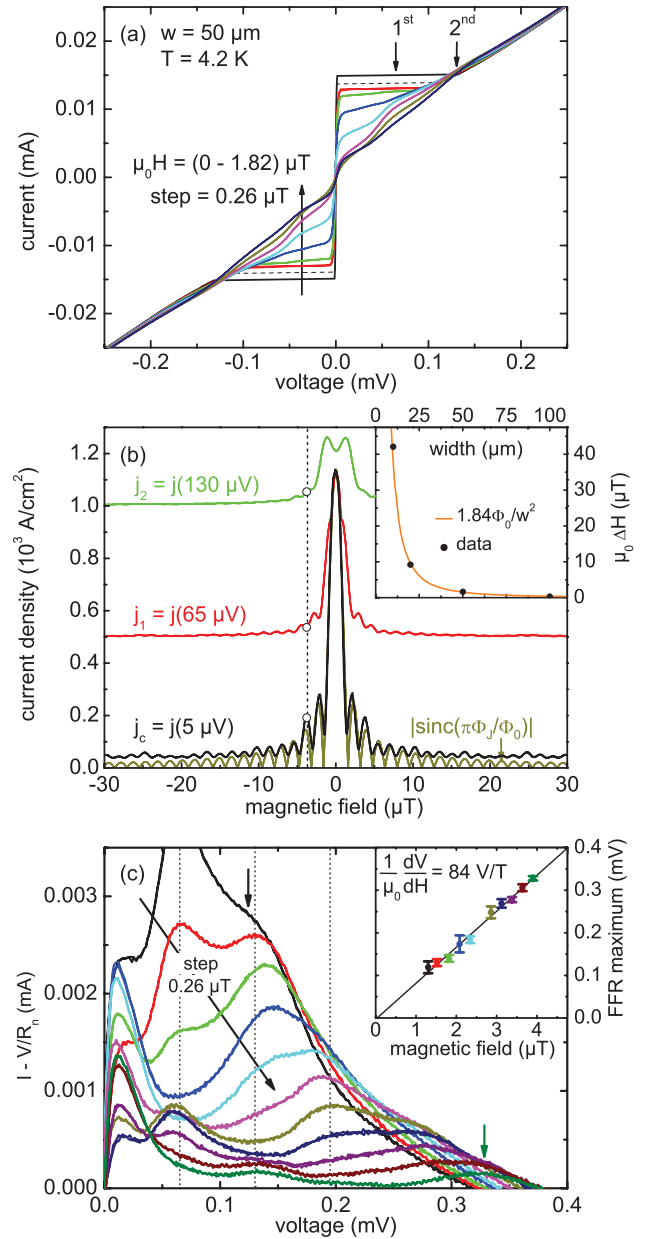 (a) w = 50 µm
T = 4.2 K
1st 2nd
µ0H = (0 - 1.82) µT
step = 0.26 µT
0.02
0.01
0.00
-0.01
-0.02
current (mA)
-0.2 -0.1 0.0 0.1 0.2
voltage (mV)
(b)
0 25 50 75 100
width (µm)
1.84Φ0/w2
data
40
30
20
10
0
µ0 ΔH (µT)
j2 = j(130 µV)
j1 = j(65 µV)
jc = j(5 µV)
|sinc(πΦJ/Φ0)|
1.2
1.0
0.8
0.6
0.4
0.2
0.0
current density (10³ A/cm²)
-30 -20 -10 0 10 20 30
magnetic field (µT)
(c)
step
0.26 µT
1 dV
µ0 dH = 84 V/T
0.4
0.3
0.2
0.1
0.0
FFR maximum (mV)
0 1 2 3 4
magnetic field (µT)
0.003
0.002
0.001
0.000
I - V/Rn (mA)
0.0 0.1 0.2 0.3 0.4
voltage (mV)